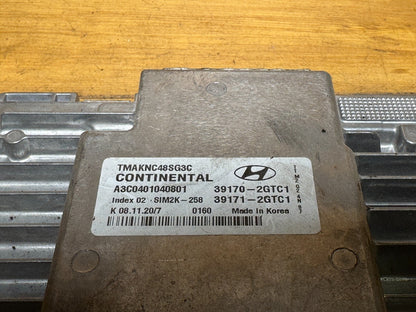 TMAKNC48SG3C
CONTINENTAL
A3C0401040801 39170-2GTC1
Index 02 SIM2K-258 39171-2GTC1
K 08.11.20/7 0160 Made in Korea